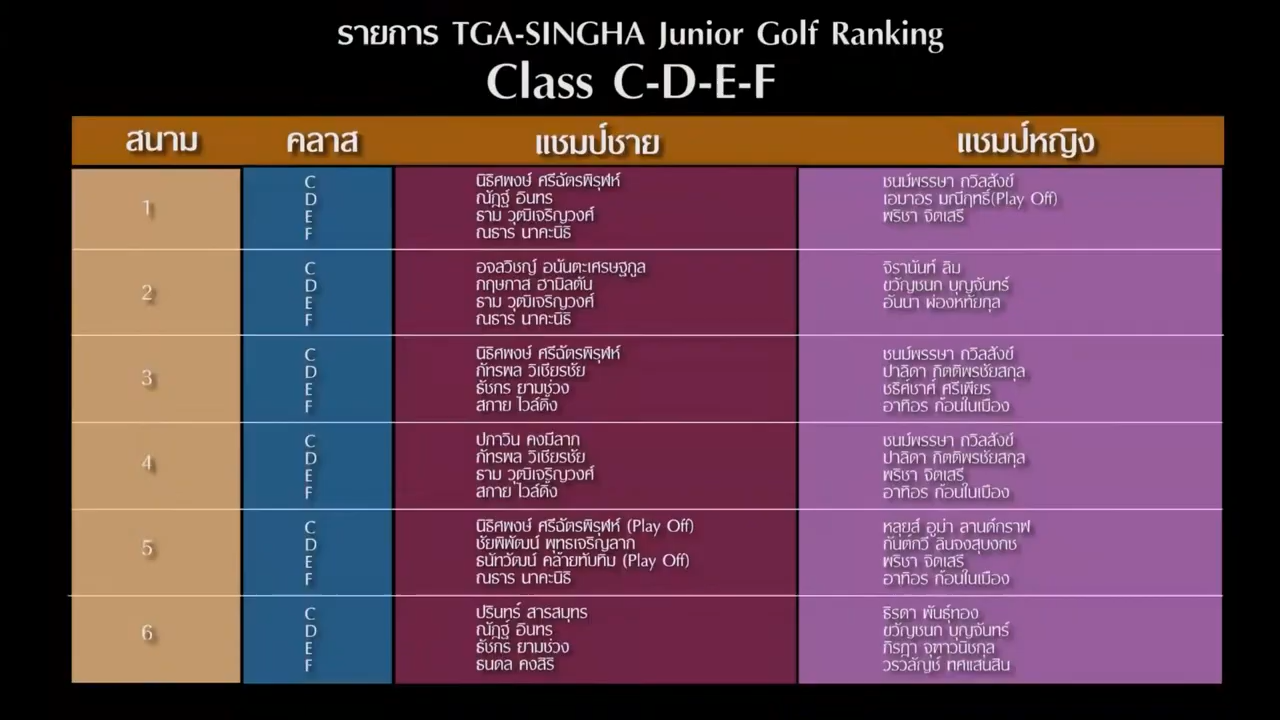 รายการ TGA-SINGHA Junior Golf Ranking
Class C-D-E-F
สนาม คลาส แชมป์ชาย แชมป์หญิง
1 C นิธิศพงษ์ ศรีฉัตรพิรุฬห์ ชนม์พรรษา ถวิลสังข์
D ณัฏฐ์ อินทร เอมาอร มณีฤทธิ์(Play Off)
E ธาม วุฒิเจริญวงศ์ พริชา จิตเสรี
F ณธาร์ นาคะนิธิ
2 C อจลวิชญ์ อนันตะเศรษฐกูล จิรานันท์ ลิม
D กฤษกาส ฮามิลตัน ขวัญชนก บุญจันทร์
E ธาม วุฒิเจริญวงศ์ อันนา ผ่องหทัยกุล
F ณธาร์ นาคะนิธิ
3 C นิธิศพงษ์ ศรีฉัตรพิรุฬห์ ชนม์พรรษา ถวิลสังข์
D ภัทรพล วิเชียรชัย ปาลิตา กิตติพรชัยสกุล
E ธัชกร ยามช่วง ชธิศ์ชาศ์ ศรีเพียร
F สกาย ไวล์ดิ้ง อาทิอร ก้อนในเมือง
4 C ปภาวิน คงมีลาภ ชนม์พรรษา ถวิลสังข์
D ภัทรพล วิเชียรชัย ปาลิตา กิตติพรชัยสกุล
E ธาม วุฒิเจริญวงศ์ พริชา จิตเสรี
F สกาย ไวล์ดิ้ง อาทิอร ก้อนในเมือง
5 C นิธิศพงษ์ ศรีฉัตรพิรุฬห์ (Play Off) หลุยส์ อูม่า ลานด์กราฟ
D ชัยพิพัฒน์ พุทธเจริญลาภ กันต์กวี ลินจงสุบงกช
E ธนัทวัฒน์ คล้ายทับทิม (Play Off) พริชา จิตเสรี
F ณธาร นาคะนิธิ อาทิอร ก้อนในเมือง
6 C ปรินทร์ สารสมุทร ธิรดา พันธุ์ทอง
D ณัฏฐ์ อินทร ขวัญชนก บุญจันทร์
E ธัชกร ยามช่วง ภิรฎา จุฑาวนิชกุล
F ธนดล คงสิริ วรวลัญช์ ทศแสนสิน